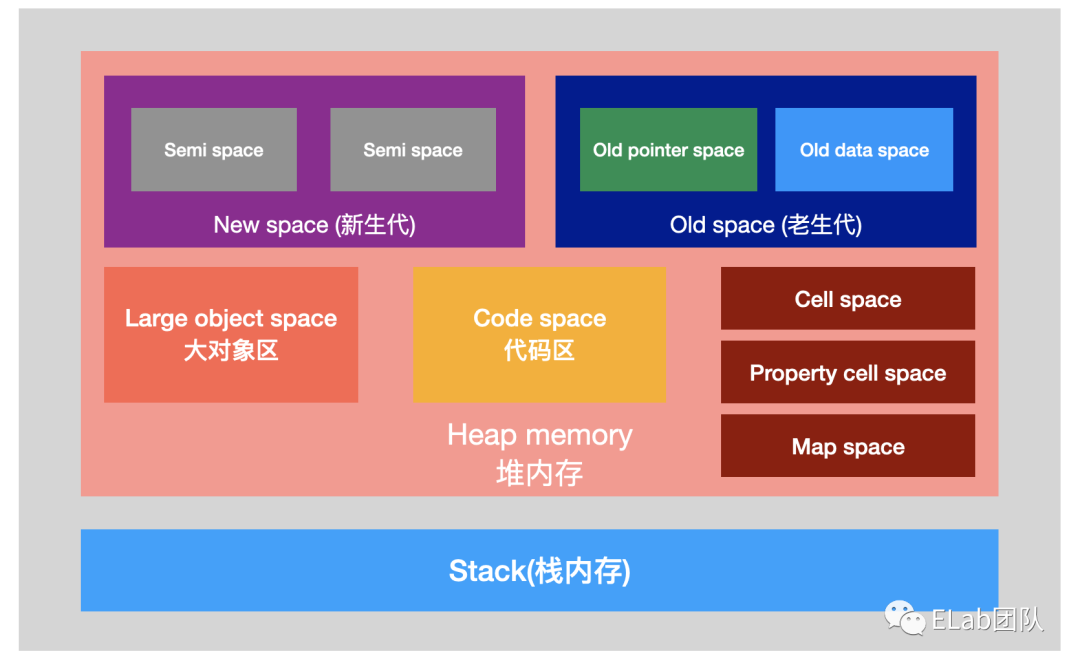 Semi space
Semi space
Old pointer space
Old data space
New space (新生代)
Old space (老生代)
Large object space
大对象区
Code space
代码区
Cell space
Property cell space
Map space
Heap memory
堆内存
Stack(栈内存)
ELab团队